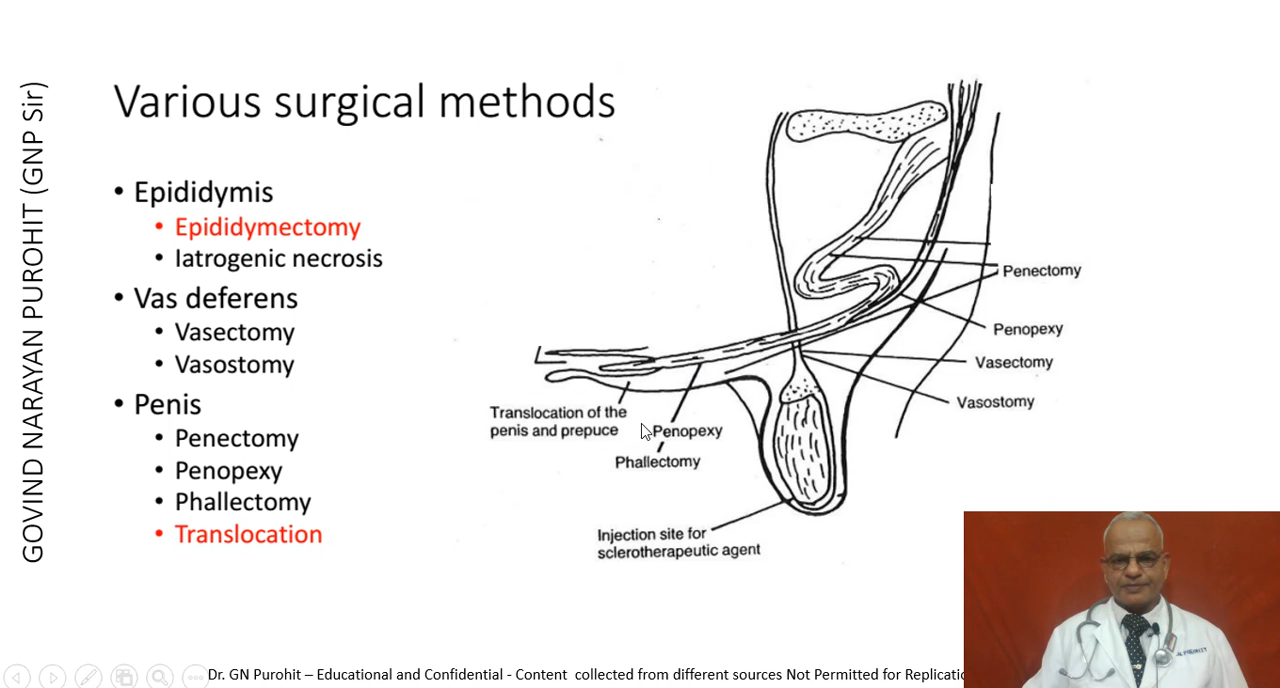 GOVIND NARAYAN PUROHIT (GNP Sir)
Various surgical methods
• Epididymis
• Epididymectomy
• Iatrogenic necrosis
• Vas deferens
• Vasectomy
• Vasostomy
• Penis
• Penectomy
• Penopexy
• Phallectomy
• Translocation
Penectomy
Penopexy
Vasectomy
Vasostomy
Translocation of the
penis and prepuce
Penopexy
Phallectomy
Injection site for
sclerotherapeutic agent
Dr. GN Purohit – Educational and Confidential - Content collected from different sources Not Permitted for